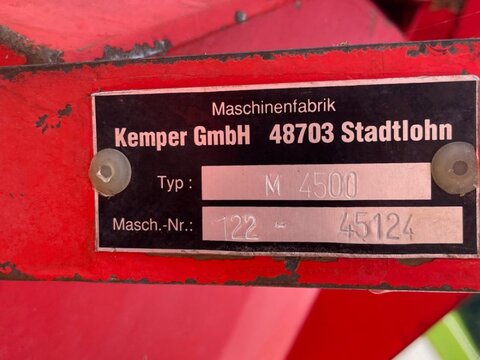 Maschinenfabrik
Kemper GmbH 48703 Stadtlohn
Typ : M 4500
Masch.-Nr.: 122 - 45124